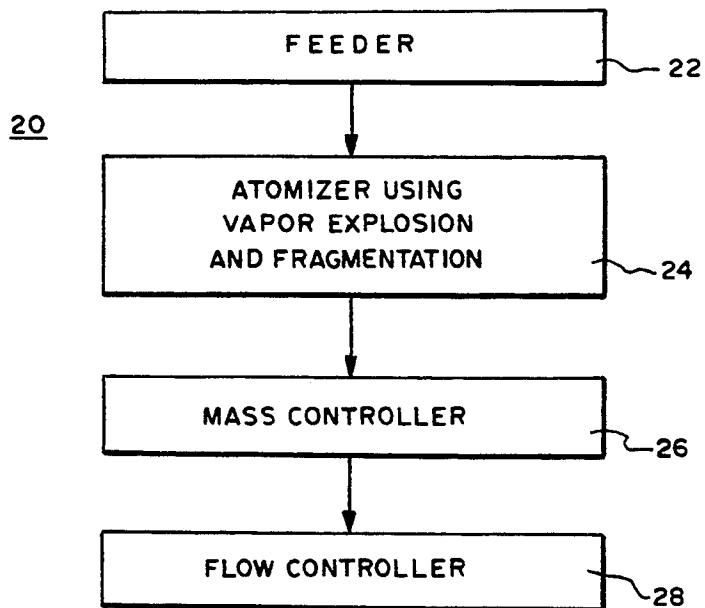 FEEDER
22
20
ATOMIZER USING
VAPOR EXPLOSION
AND FRAGMENTATION
24
MASS CONTROLLER
26
FLOW CONTROLLER
28